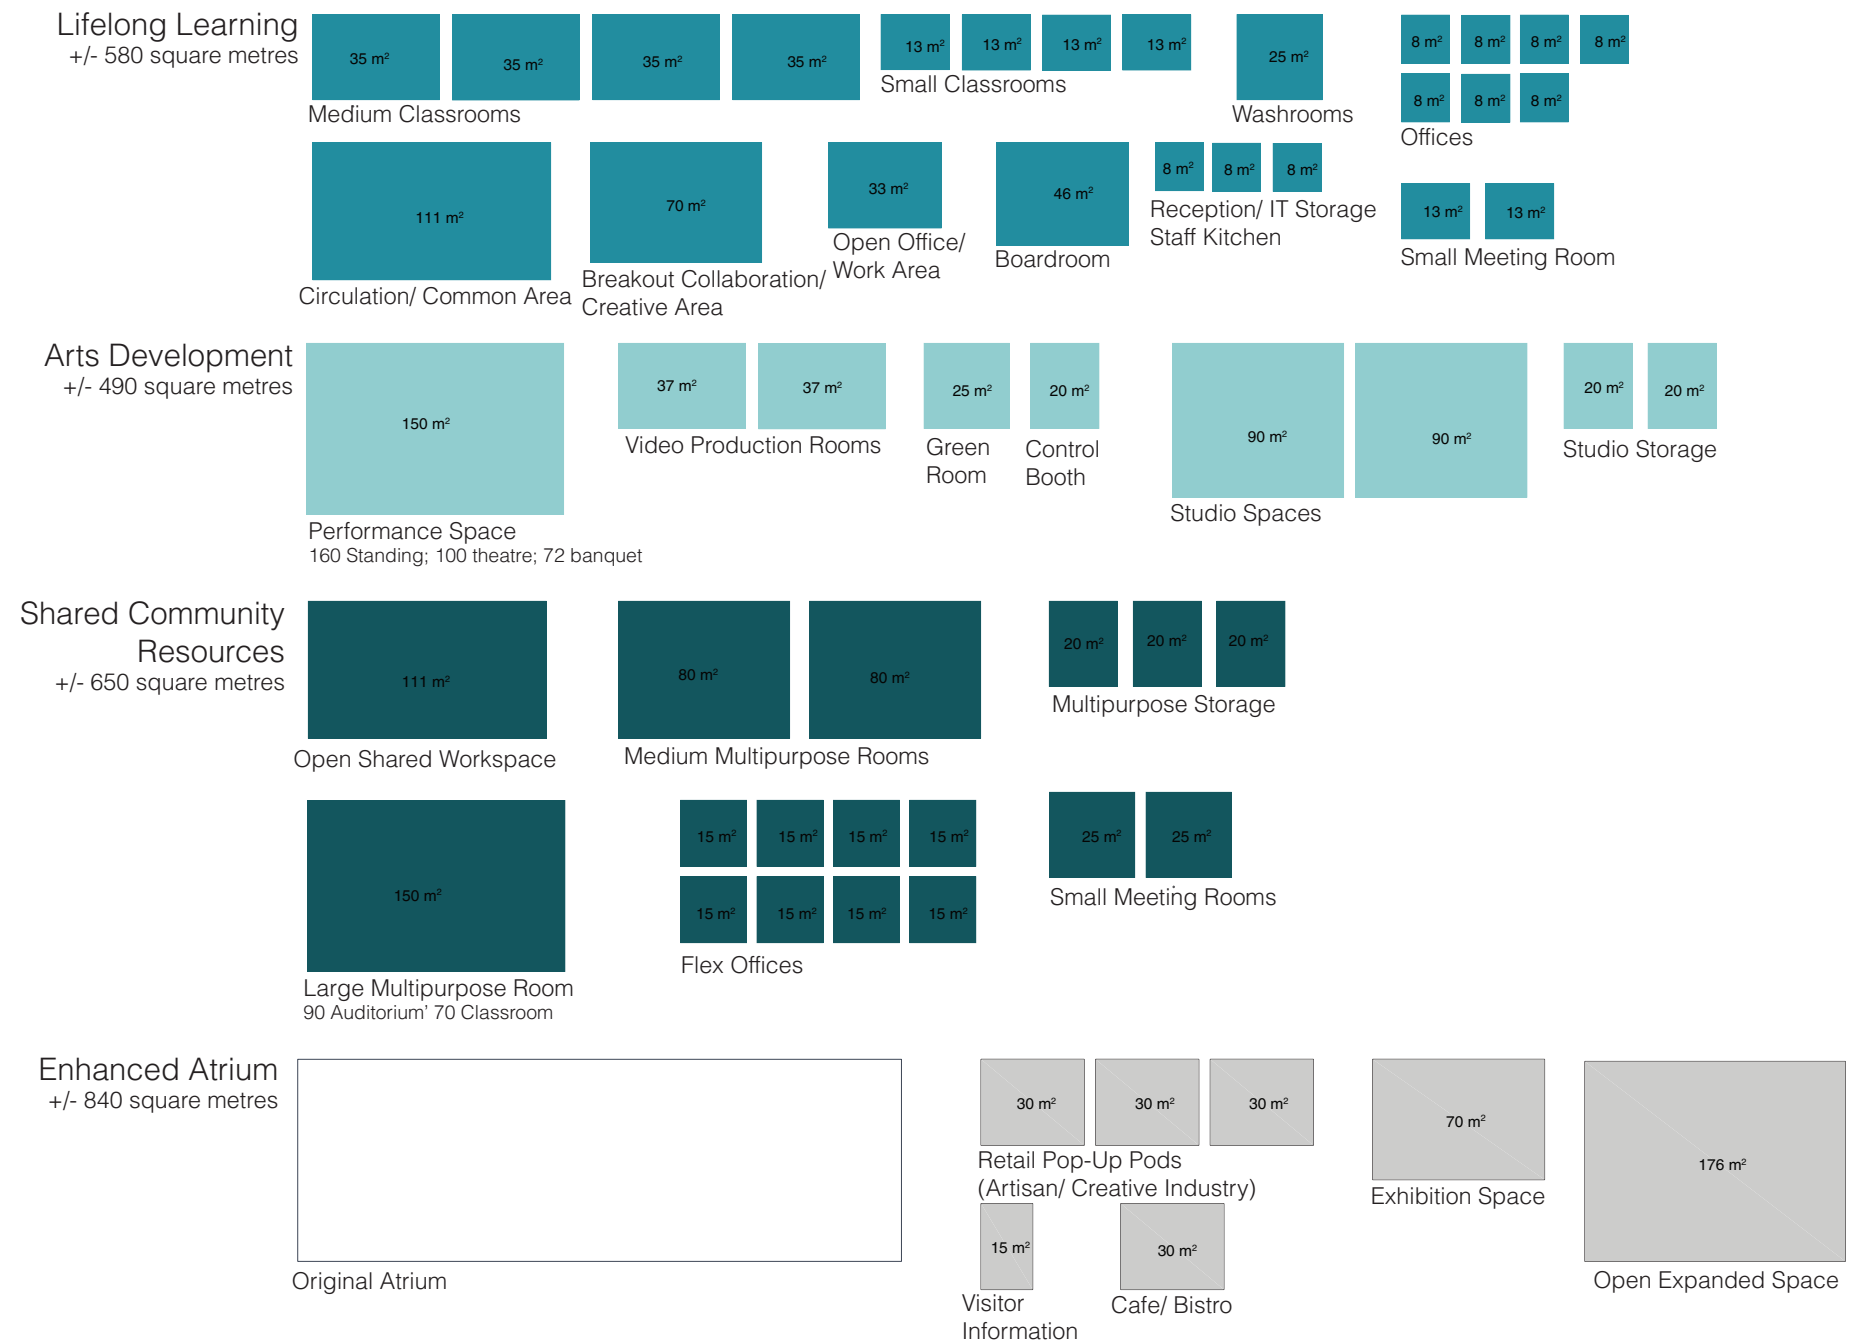 Lifelong Learning
+/- 580 square metres
35 m²
35 m²
35 m²
35 m²
Medium Classrooms
13 m²
13 m²
13 m²
13 m²
Small Classrooms
25 m²
Washrooms
8 m²
8 m²
8 m²
8 m²
8 m²
8 m²
8 m²
Offices
111 m²
Circulation/ Common Area
70 m²
Breakout Collaboration/
Creative Area
33 m²
Open Office/
Work Area
46 m²
Boardroom
8 m²
8 m²
8 m²
Reception/ IT Storage
Staff Kitchen
13 m²
13 m²
Small Meeting Room
Arts Development
+/- 490 square metres
150 m²
Performance Space
160 Standing; 100 theatre; 72 banquet
37 m²
37 m²
Video Production Rooms
25 m²
Green
Room
20 m²
Control
Booth
90 m²
90 m²
Studio Spaces
20 m²
20 m²
Studio Storage
Shared Community
Resources
+/- 650 square metres
111 m²
Open Shared Workspace
80 m²
80 m²
Medium Multipurpose Rooms
20 m²
20 m²
20 m²
Multipurpose Storage
150 m²
Large Multipurpose Room
90 Auditorium’ 70 Classroom
15 m²
15 m²
15 m²
15 m²
15 m²
15 m²
15 m²
15 m²
Flex Offices
25 m²
25 m²
Small Meeting Rooms
Enhanced Atrium
+/- 840 square metres
Original Atrium
30 m²
30 m²
30 m²
Retail Pop-Up Pods
(Artisan/ Creative Industry)
15 m²
Visitor
Information
30 m²
Cafe/ Bistro
70 m²
Exhibition Space
176 m²
Open Expanded Space